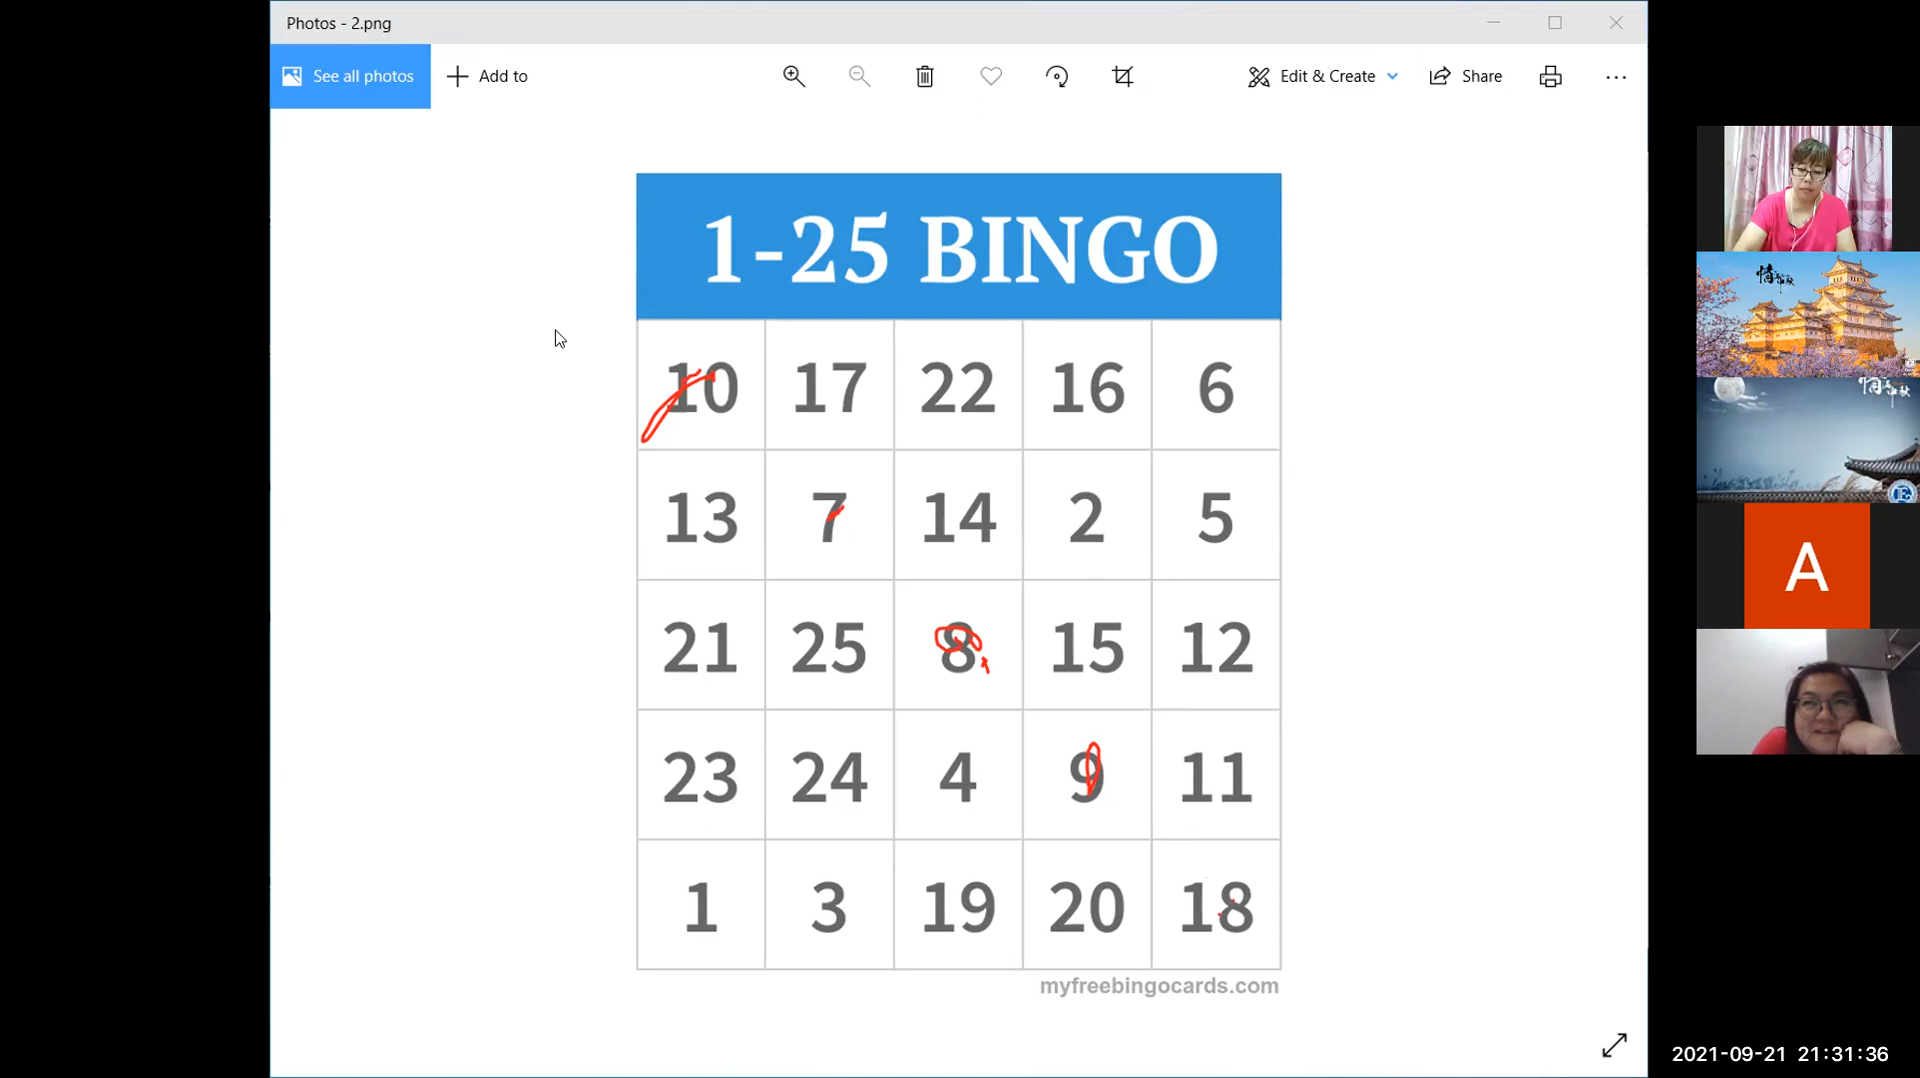 Photos - 2.png
See all photos
Add to
Edit & Create
Share
1-25 BINGO
10 17 22 16 6
13 7 14 2 5
21 25 8 15 12
23 24 4 9 11
1 3 19 20 18
myfreebingocards.com
A
2021-09-21 21:31:36